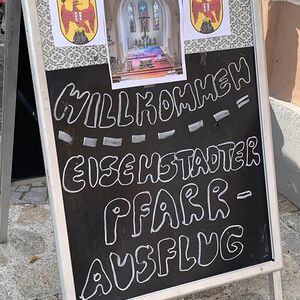 WILLKOMMEN
EISENSTADTER
PFARR-
AUSFLUG